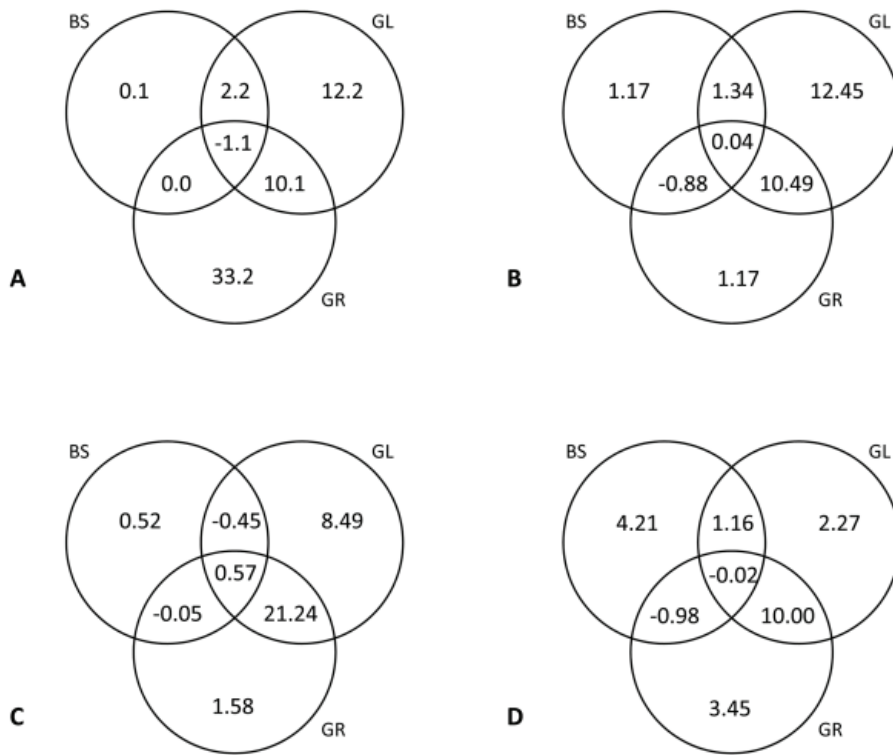 BS GL
0.1 2.2 12.2
-1.1
0.0 10.1
33.2
A
GR
BS GL
1.17 1.34 12.45
0.04
-0.88 10.49
1.17
B
GR
BS GL
0.52 -0.45 8.49
0.57
-0.05 21.24
1.58
C
GR
BS GL
4.21 1.16 2.27
-0.02
-0.98 10.00
3.45
D
GR